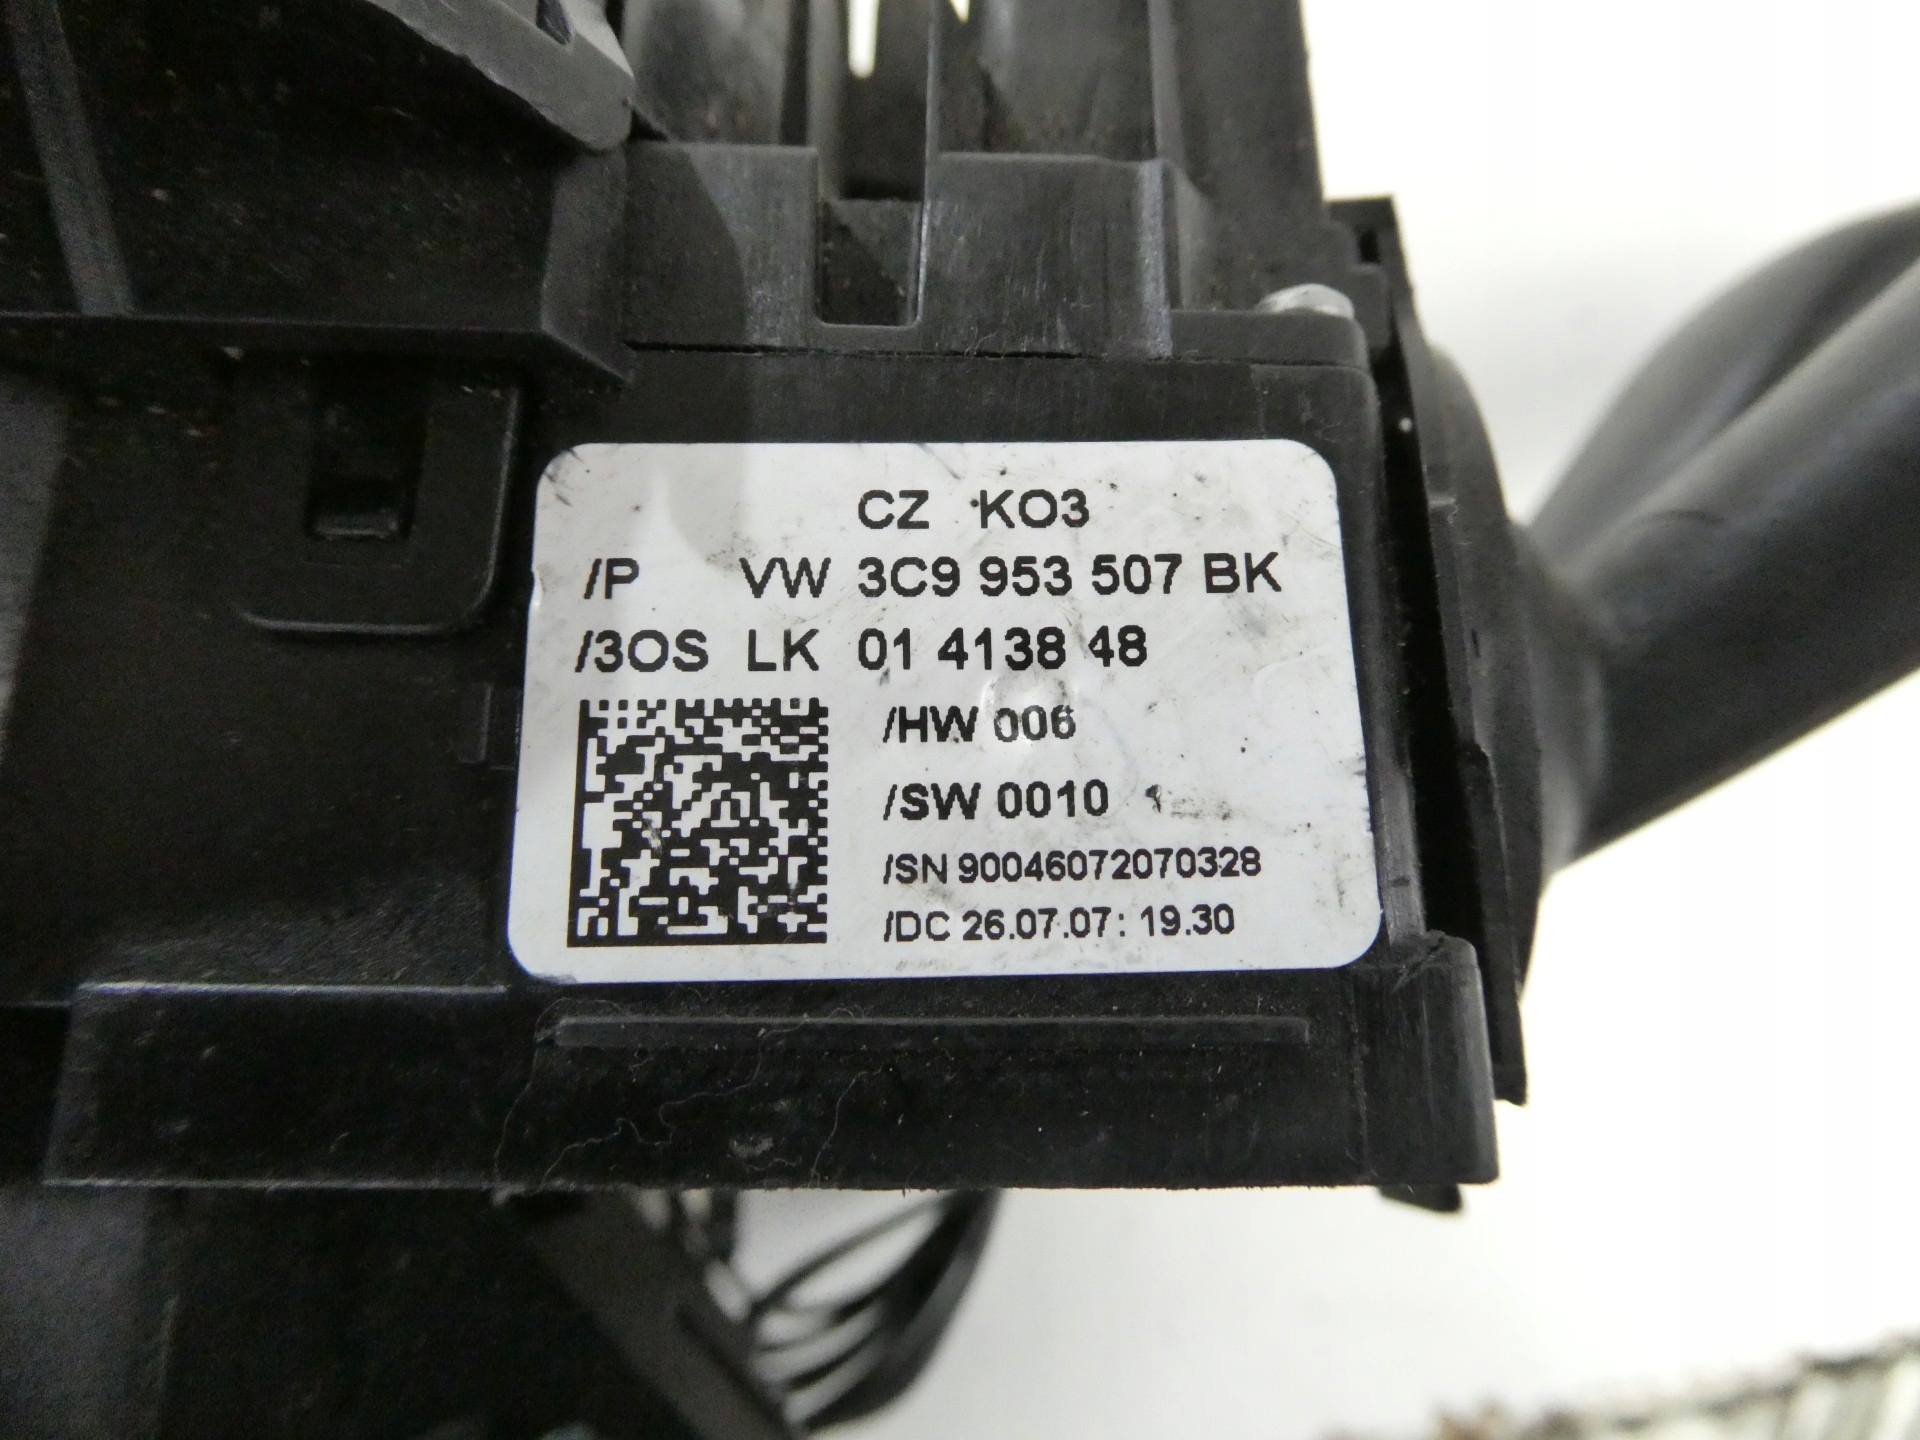 CZ KO3
/P VW 3C9 953 507 BK
/3OS LK 01 4138 48
/HW 006
/SW 0010
/SN 90046072070328
/DC 26.07.07: 19.30